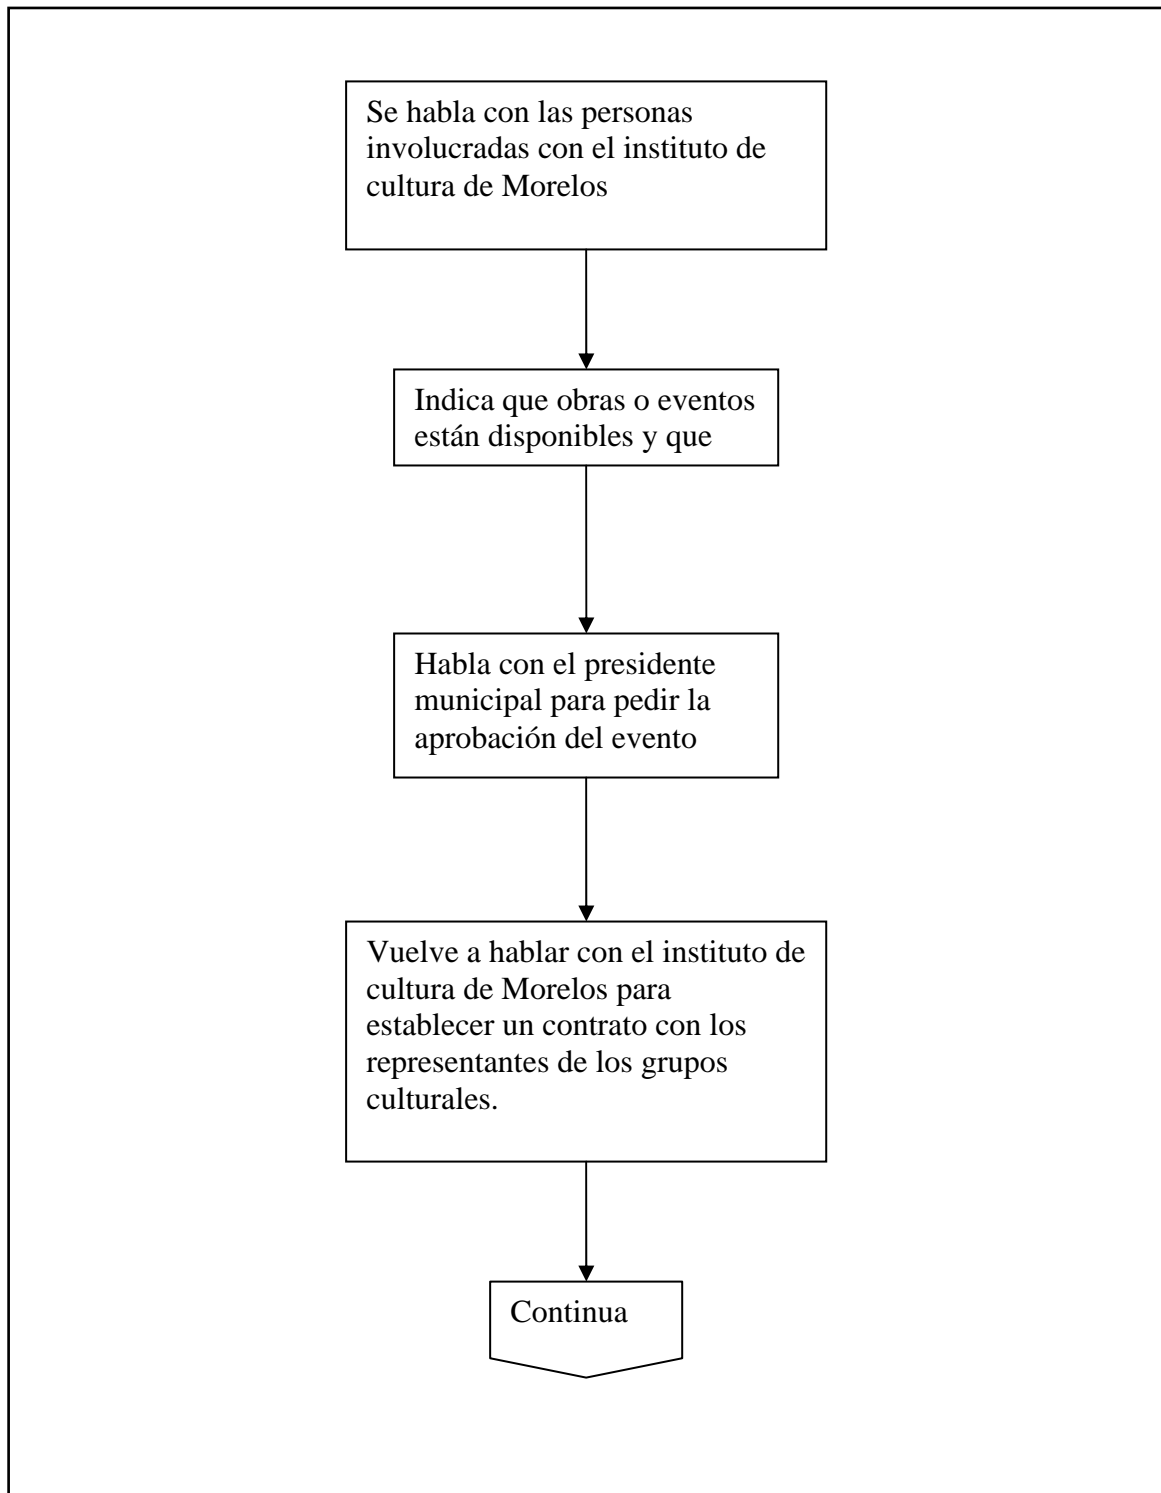 Se habla con las personas
involucradas con el instituto de
cultura de Morelos
Indica que obras o eventos
están disponibles y que
Habla con el presidente
municipal para pedir la
aprobación del evento
Vuelve a hablar con el instituto de
cultura de Morelos para
establecer un contrato con los
representantes de los grupos
culturales.
Continua